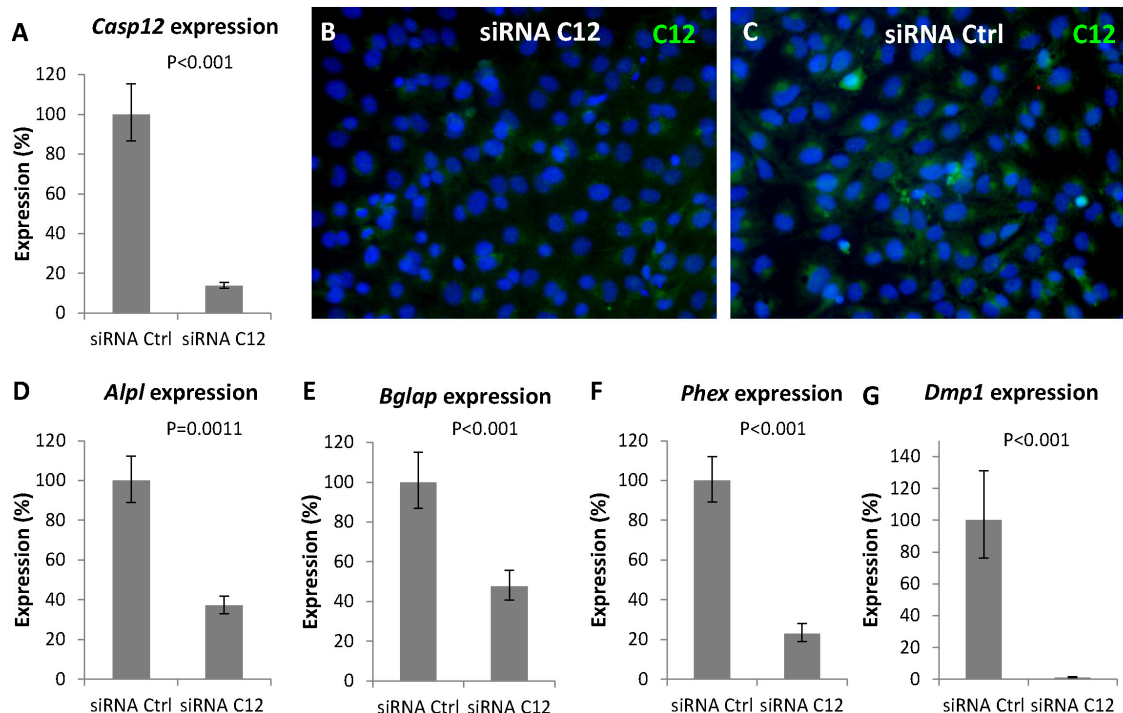 A
Casp12 expression
P<0.001
Expression (%)
120
100
80
60
40
20
0
siRNA Ctrl siRNA C12
B
siRNA C12
C12
C
siRNA Ctrl
C12
D
Alpl expression
P=0.0011
Expression (%)
120
100
80
60
40
20
0
siRNA Ctrl siRNA C12
E
Bglap expression
P<0.001
Expression (%)
120
100
80
60
40
20
0
siRNA Ctrl siRNA C12
F
Phex expression
P<0.001
Expression (%)
120
100
80
60
40
20
0
siRNA Ctrl siRNA C12
G
Dmp1 expression
P<0.001
Expression (%)
140
120
100
80
60
40
20
0
siRNA Ctrl siRNA C12